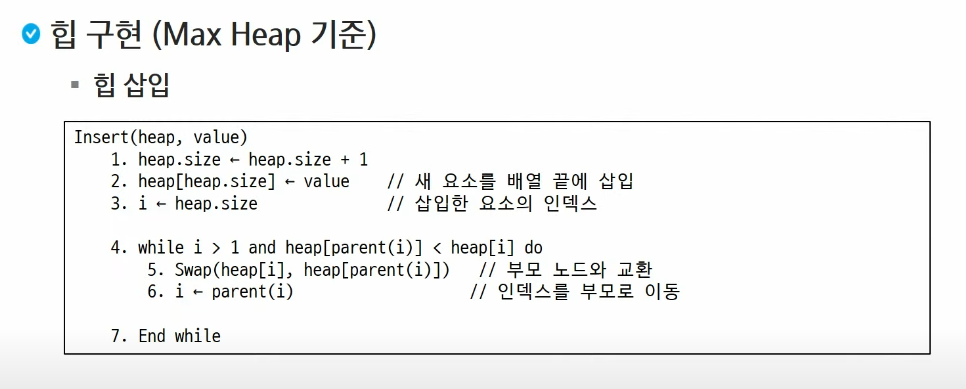 힙 구현 (Max Heap 기준)
힙 삽입
Insert(heap, value)
1. heap.size ← heap.size + 1
2. heap[heap.size] ← value // 새 요소를 배열 끝에 삽입
3. i ← heap.size // 삽입한 요소의 인덱스
4. while i > 1 and heap[parent(i)] < heap[i] do
5. Swap(heap[i], heap[parent(i)]) // 부모 노드와 교환
6. i ← parent(i) // 인덱스를 부모로 이동
7. End while